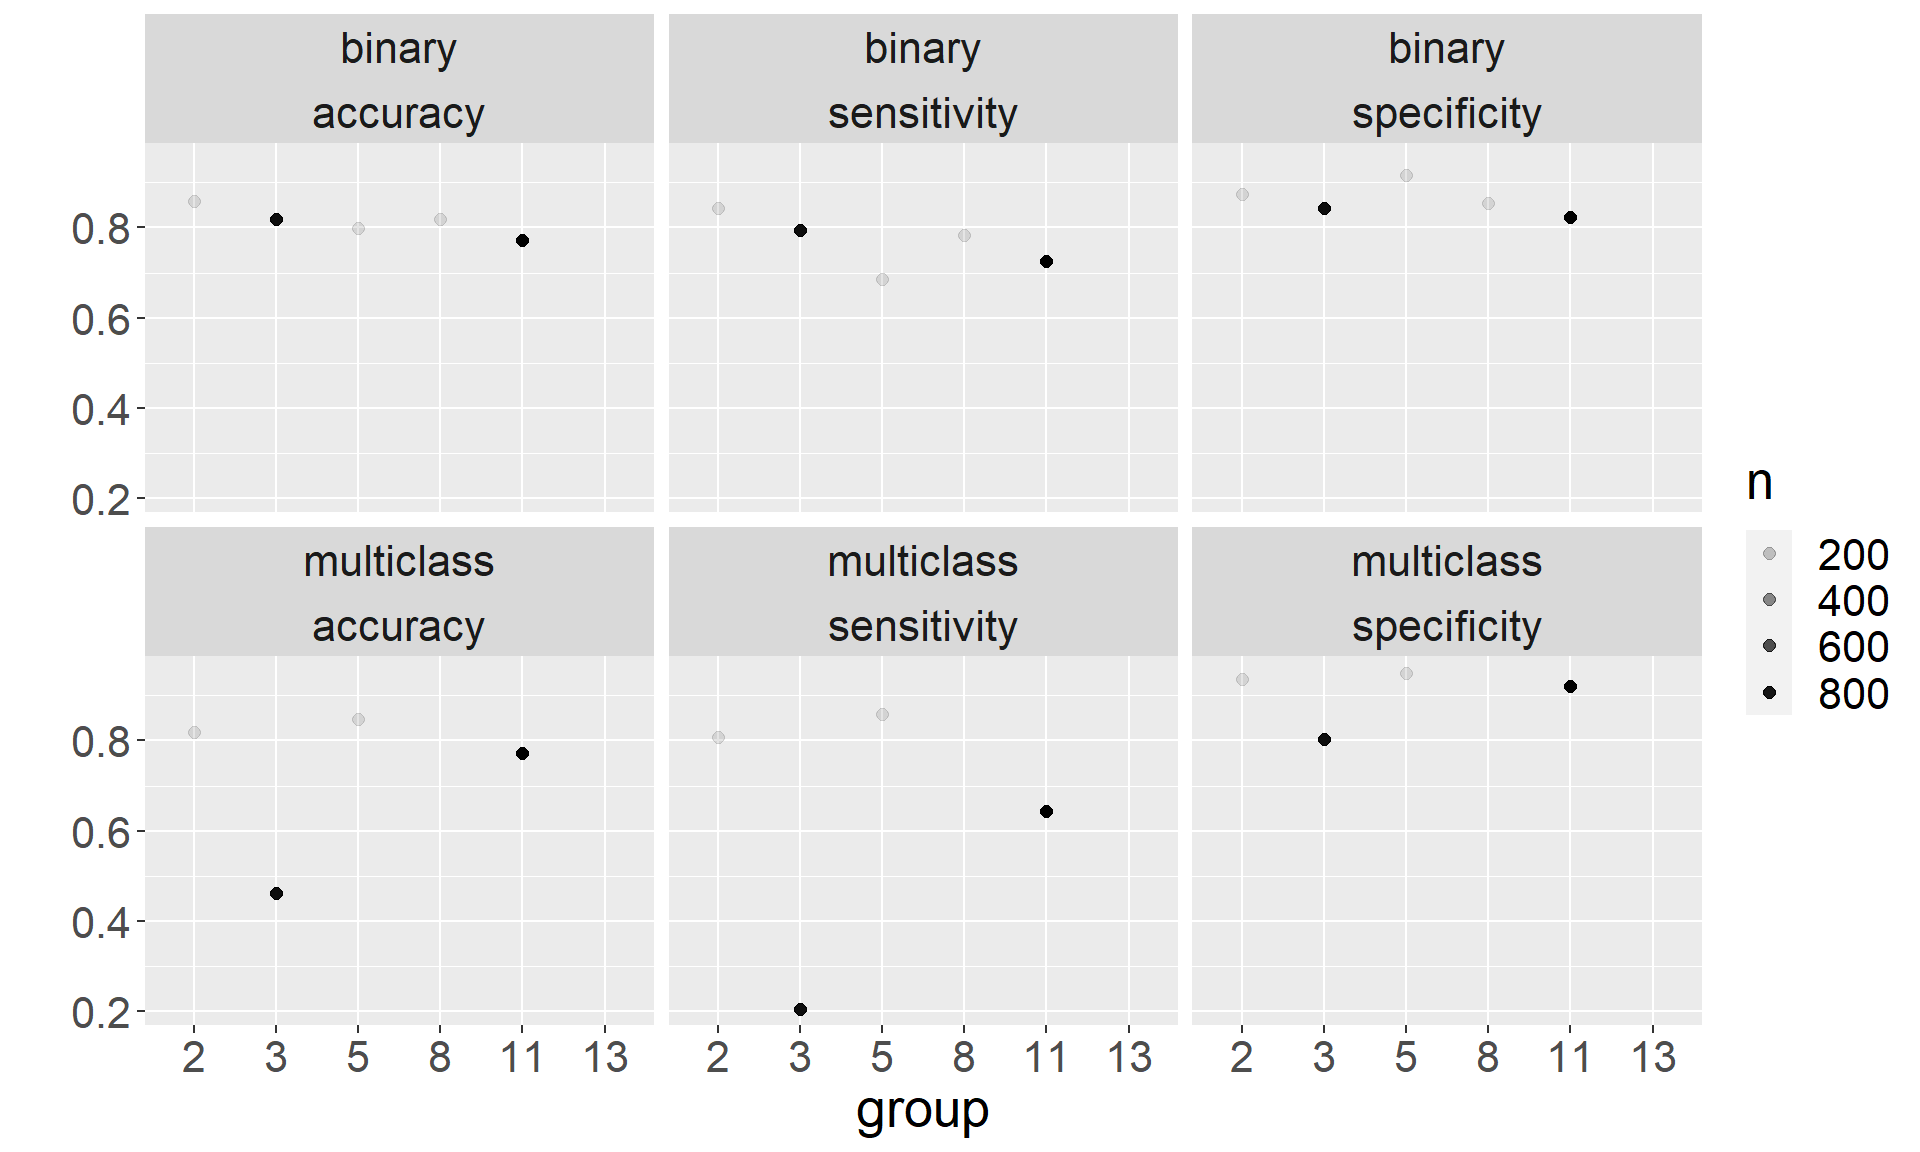 binary
accuracy
binary
sensitivity
binary
specificity
0.8
0.6
0.4
0.2
multiclass
accuracy
multiclass
sensitivity
multiclass
specificity
0.8
0.6
0.4
0.2
2 3 5 8 11 13
2 3 5 8 11 13
2 3 5 8 11 13
group
n
200
400
600
800